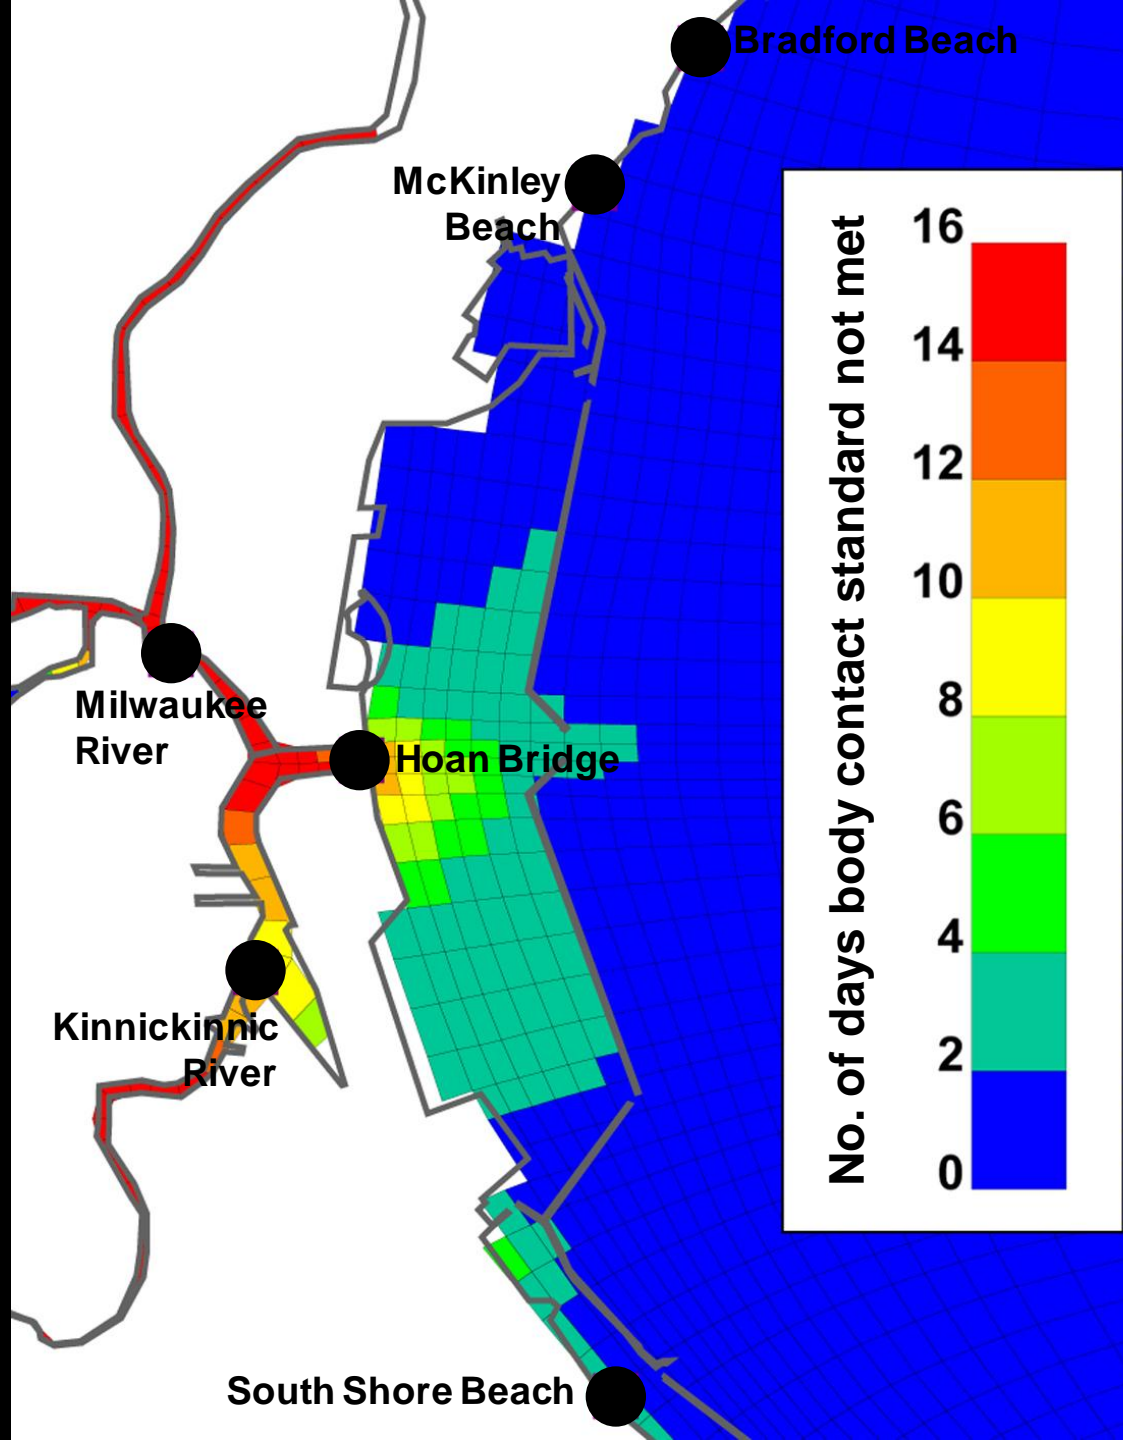 Bradford Beach
McKinley
Beach
Milwaukee
River
Hoan Bridge
Kinnickinnic
River
South Shore Beach
No. of days body contact standard not met
16
14
12
10
8
6
4
2
0